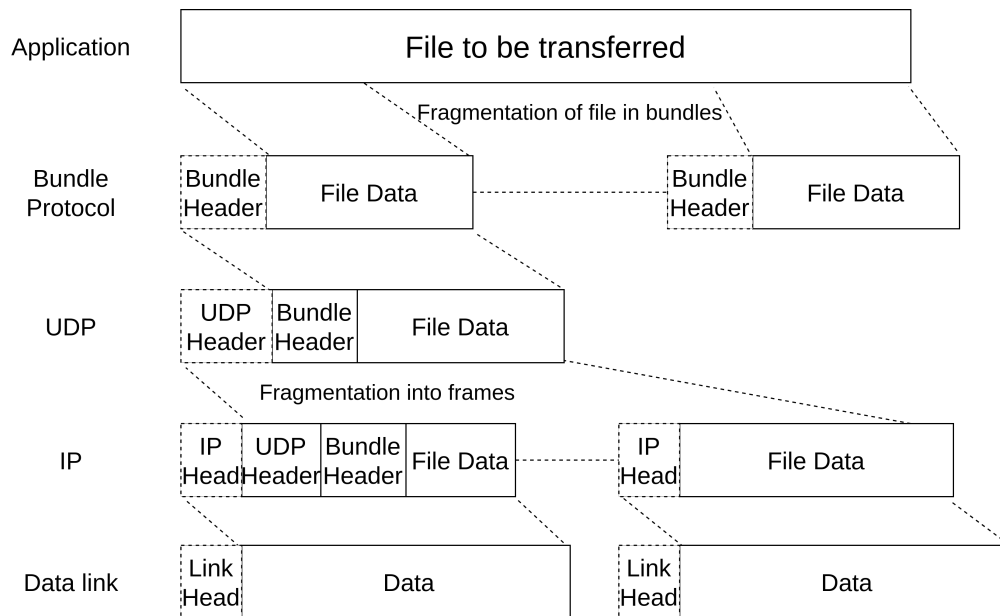 Application
File to be transferred
Fragmentation of file in bundles
Bundle
Protocol
Bundle
Header
File Data
Bundle
Header
File Data
UDP
UDP
Header
Bundle
Header
File Data
Fragmentation into frames
IP
IP
Head
UDP
Header
Bundle
Header
File Data
IP
Head
File Data
Data link
Link
Head
Data
Link
Head
Data